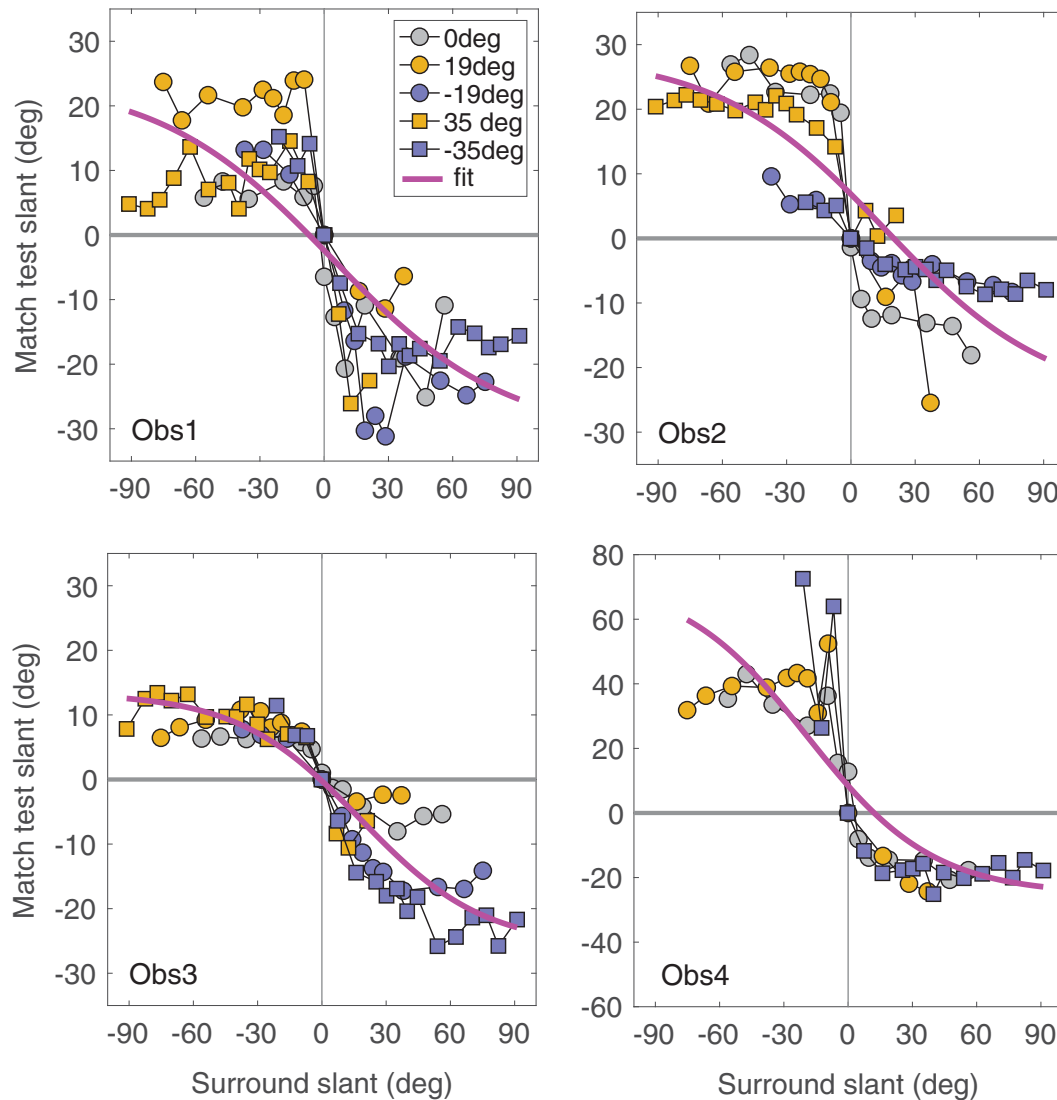 30
20
10
0
-10
-20
-30
Match test slant (deg)
0deg
19deg
-19deg
35 deg
-35deg
fit
Obs1
-90 -60 -30 0 30 60 90
30
20
10
0
-10
-20
-30
Obs2
-90 -60 -30 0 30 60 90
30
20
10
0
-10
-20
-30
Match test slant (deg)
Obs3
-90 -60 -30 0 30 60 90
Surround slant (deg)
80
60
40
20
0
-20
-40
-60
Obs4
-90 -60 -30 0 30 60 90
Surround slant (deg)